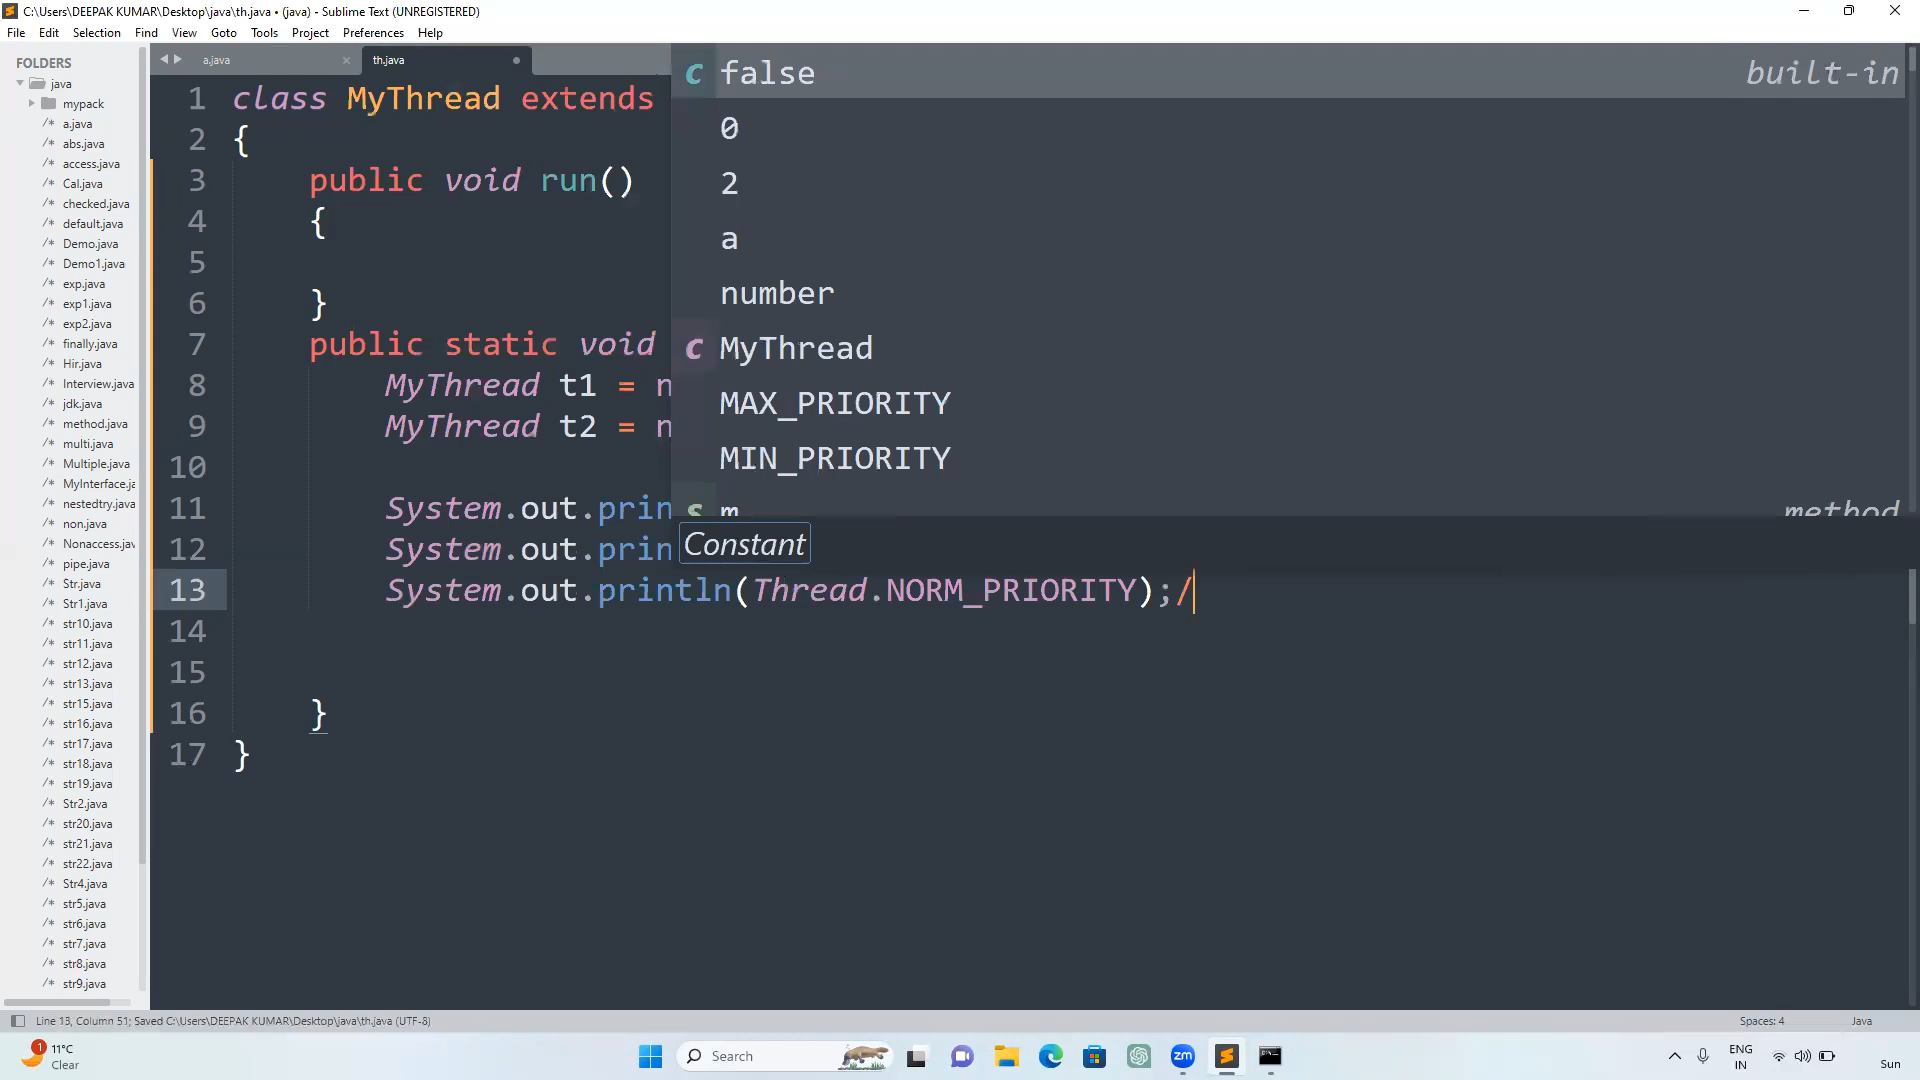 C:\Users\DEEPAK KUMAR\Desktop\java\th.java • (java) - Sublime Text (UNREGISTERED)
File Edit Selection Find View Goto Tools Project Preferences Help
FOLDERS
java
mypack
a.java
abs.java
access.java
Cal.java
checked.java
default.java
Demo.java
Demo1.java
exp.java
exp1.java
exp2.java
finally.java
Hir.java
Interview.java
jdk.java
method.java
multi.java
Multiple.java
MyInterface.ja
nestedtry.java
non.java
Nonaccess.jav
pipe.java
Str.java
Str1.java
str10.java
str11.java
str12.java
str13.java
str15.java
str16.java
str17.java
str18.java
str19.java
Str2.java
str20.java
str21.java
str22.java
Str4.java
str5.java
str6.java
str7.java
str8.java
str9.java
a.java th.java
1 class MyThread extends
2 {
3 public void run()
4 {
5
6 }
7 public static void
8 MyThread t1 = n
9 MyThread t2 = n
10
11 System.out.prin
12 System.out.prin
13 System.out.println(Thread.NORM_PRIORITY);/
14
15
16 }
17 }
false built-in
0
2
a
number
MyThread
MAX_PRIORITY
MIN_PRIORITY
m method
Constant
Line 13, Column 51; Saved C:\Users\DEEPAK KUMAR\Desktop\java\th.java (UTF-8) Spaces: 4 Java
1 11°C
Clear
Search
zm
ENG
IN
Sun